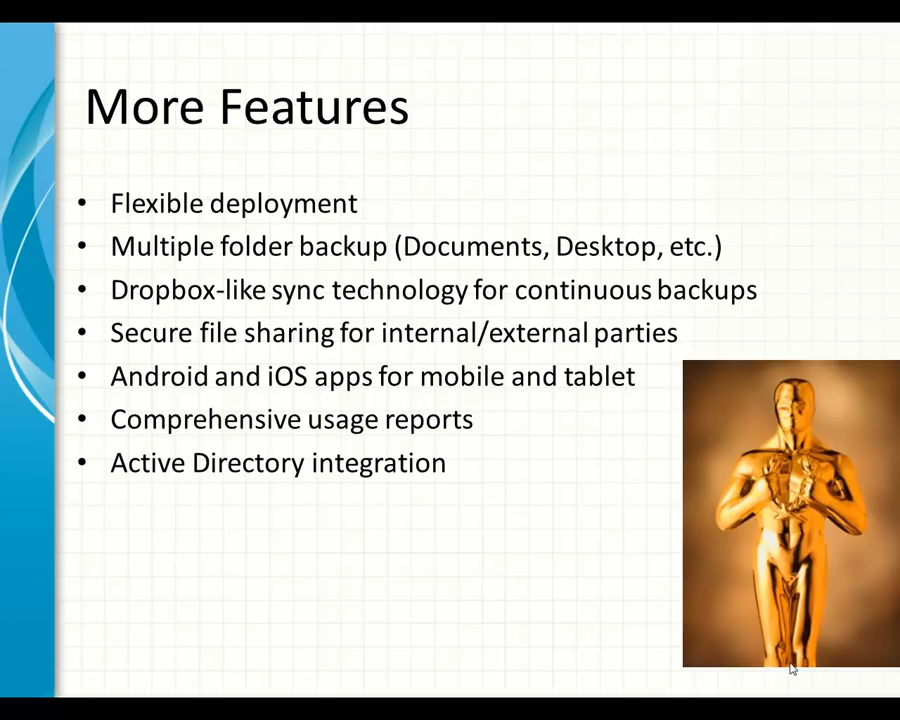 More Features
• Flexible deployment
• Multiple folder backup (Documents, Desktop, etc.)
• Dropbox-like sync technology for continuous backups
• Secure file sharing for internal/external parties
• Android and iOS apps for mobile and tablet
• Comprehensive usage reports
• Active Directory integration